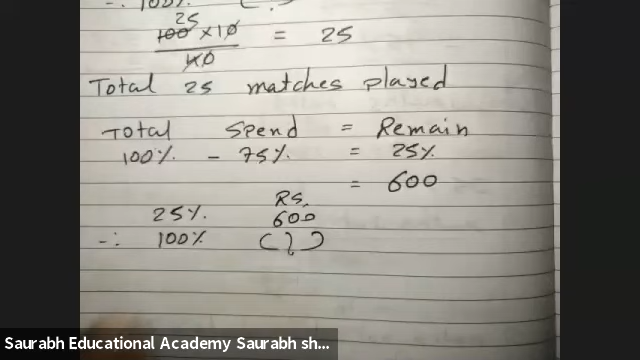 ∴ 100% ( )
25
100 × 10 = 25
40
Total 25 matches played
Total Spend = Remain
100% - 75% = 25%
= 600
RS.
25% 600
∴ 100% (?)
Saurabh Educational Academy Saurabh sh...